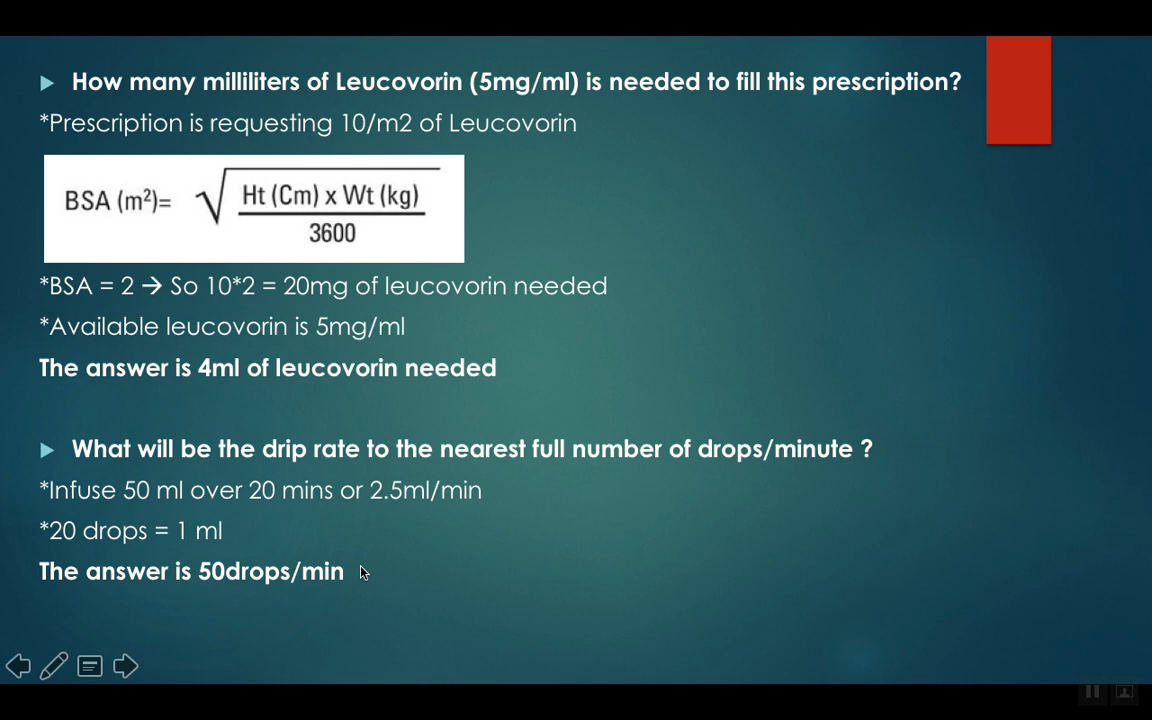 How many milliliters of Leucovorin (5mg/ml) is needed to fill this prescription?
*Prescription is requesting 10/m2 of Leucovorin
BSA (m²)= √ Ht (Cm) x Wt (kg)
3600
*BSA = 2 → So 10*2 = 20mg of leucovorin needed
*Available leucovorin is 5mg/ml
The answer is 4ml of leucovorin needed
What will be the drip rate to the nearest full number of drops/minute ?
*Infuse 50 ml over 20 mins or 2.5ml/min
*20 drops = 1 ml
The answer is 50drops/min